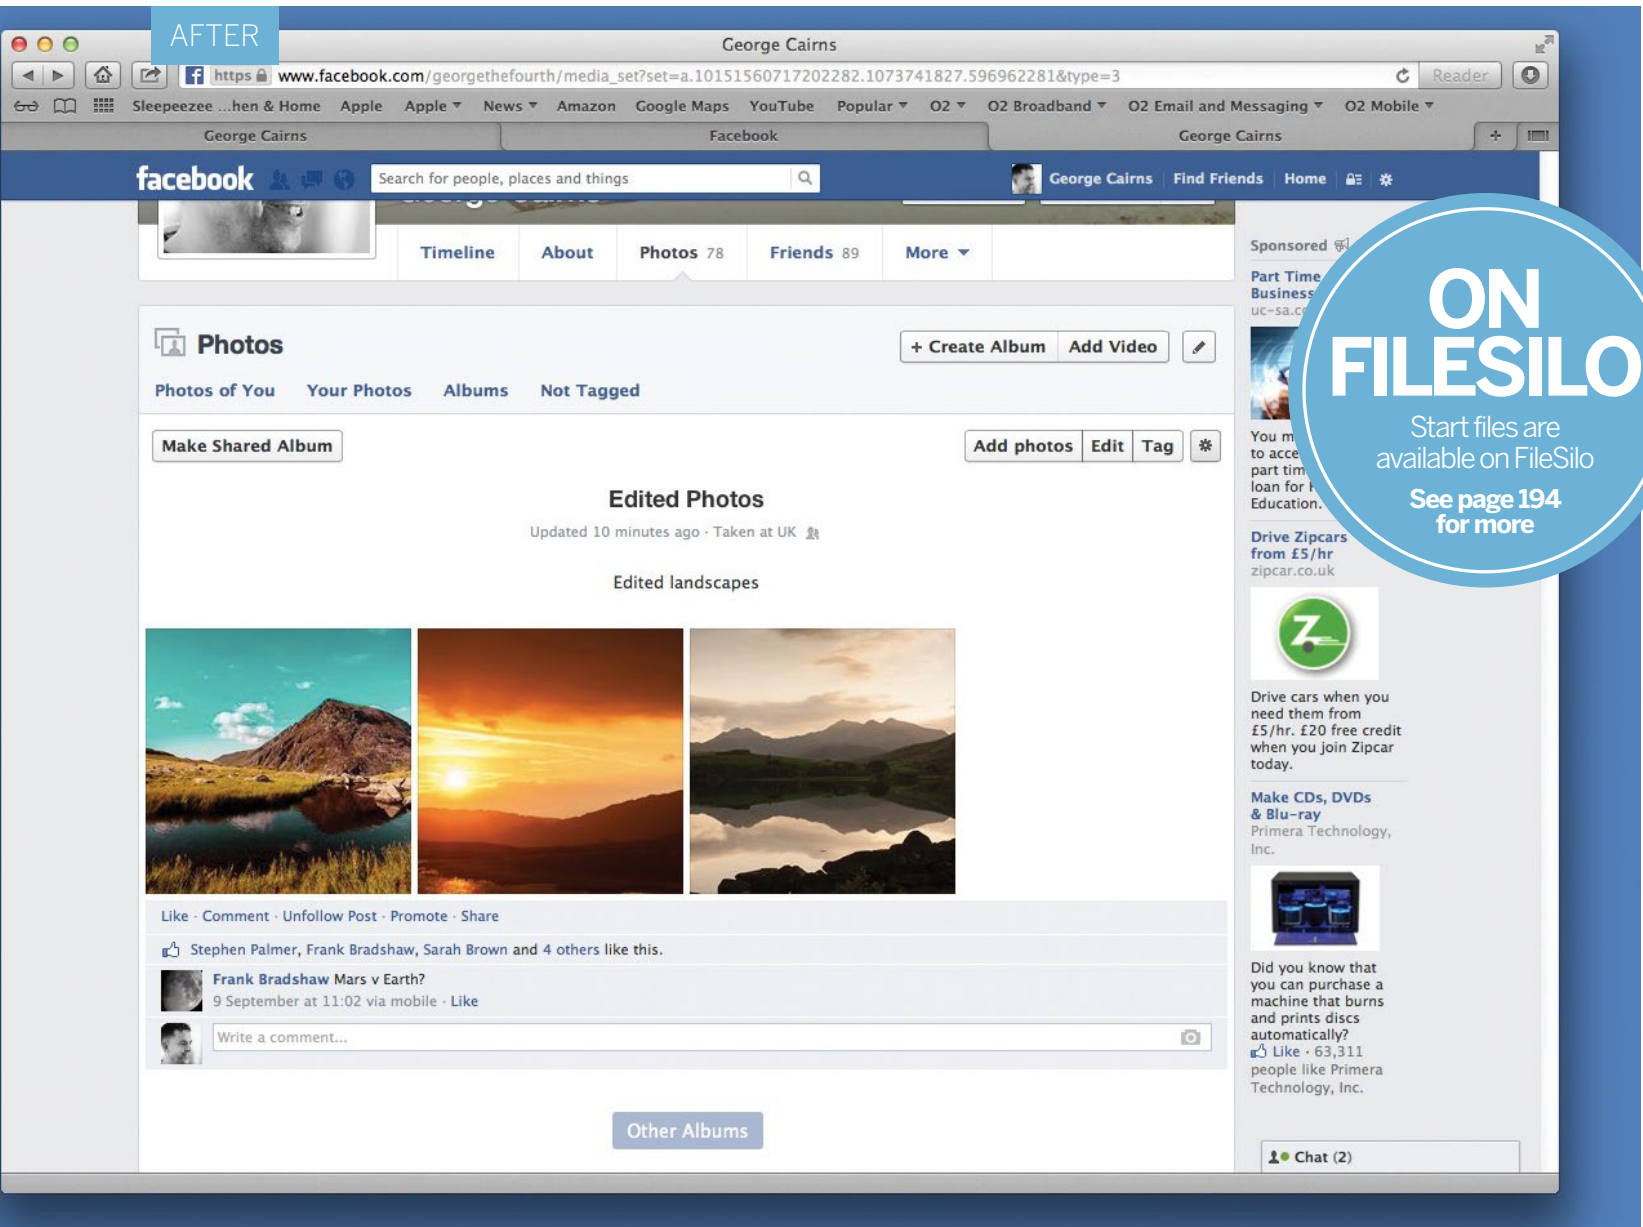 AFTER
George Cairns
https www.facebook.com/georgethefourth/media_set?set=a.10151560717202282.1073741827.596962281&type=3
Reader
Sleepeezee ...hen & Home Apple Apple News Amazon Google Maps YouTube Popular O2 O2 Broadband O2 Email and Messaging O2 Mobile
George Cairns Facebook George Cairns +
facebook Search for people, places and things George Cairns Find Friends Home
George Cairns
Timeline About Photos 78 Friends 89 More
Photos
+ Create Album Add Video
Photos of You Your Photos Albums Not Tagged
Make Shared Album Add photos Edit Tag
Edited Photos
Updated 10 minutes ago · Taken at UK
Edited landscapes
Like · Comment · Unfollow Post · Promote · Share
Stephen Palmer, Frank Bradshaw, Sarah Brown and 4 others like this.
Frank Bradshaw Mars v Earth?
9 September at 11:02 via mobile · Like
Write a comment...
Other Albums
Sponsored
Part Time
Business
You m
to acce
part tim
loan for
Education.
Drive Zipcars
from £5/hr
zipcar.co.uk
Z
Drive cars when you
need them from
£5/hr. £20 free credit
when you join Zipcar
today.
Make CDs, DVDs
& Blu-ray
Primera Technology,
Inc.
Did you know that
you can purchase a
machine that burns
and prints discs
automatically?
Like · 63,311
people like Primera
Technology, Inc.
Chat (2)
ON
FILESILO
Start files are
available on FileSilo
See page 194
for more